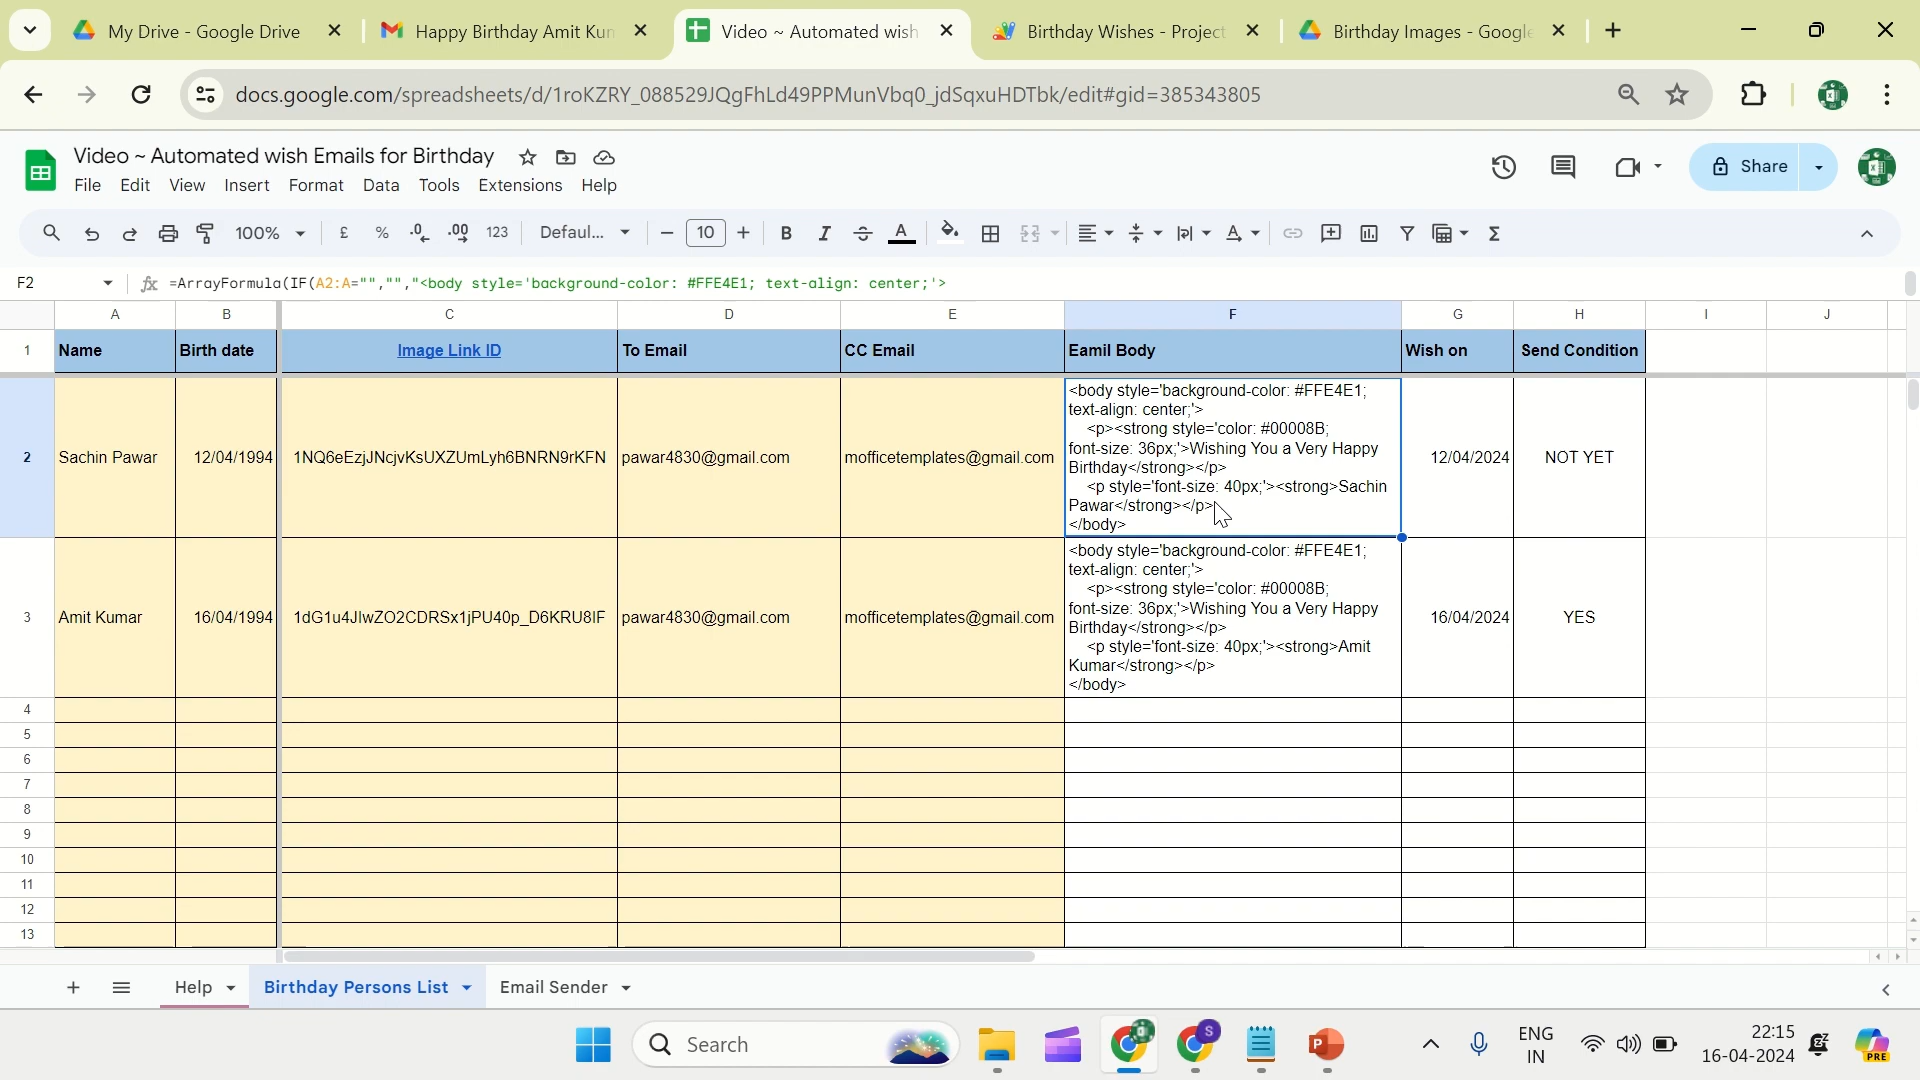 My Drive - Google Drive
Happy Birthday Amit Kun
Video ~ Automated wish
Birthday Wishes - Project
Birthday Images - Google
docs.google.com/spreadsheets/d/1roKZRY_088529JQgFhLd49PPMunVbq0_jdSqxuHDTbk/edit#gid=385343805
Video ~ Automated wish Emails for Birthday
File Edit View Insert Format Data Tools Extensions Help
Share
100% £ % .0 .00 123 Defaul... 10 B I A
F2 fx =ArrayFormula(IF(A2:A="","","<body style='background-color: #FFE4E1; text-align: center;'>
A B C D E F G H I J
1 Name Birth date Image Link ID To Email CC Email Eamil Body Wish on Send Condition
2 Sachin Pawar 12/04/1994 1NQ6eEzjJNcjvKsUXZUmLyh6BNRN9rKFN pawar4830@gmail.com mofficetemplates@gmail.com
<body style='background-color: #FFE4E1;
text-align: center;'>
<p><strong style='color: #00008B;
font-size: 36px;'>Wishing You a Very Happy
Birthday</strong></p>
<p style='font-size: 40px;'><strong>Sachin
Pawar</strong></p>
</body>
12/04/2024 NOT YET
3 Amit Kumar 16/04/1994 1dG1u4JlwZO2CDRSx1jPU40p_D6KRU8IF pawar4830@gmail.com mofficetemplates@gmail.com
<body style='background-color: #FFE4E1;
text-align: center;'>
<p><strong style='color: #00008B;
font-size: 36px;'>Wishing You a Very Happy
Birthday</strong></p>
<p style='font-size: 40px;'><strong>Amit
Kumar</strong></p>
</body>
16/04/2024 YES
4
5
6
7
8
9
10
11
12
13
Help Birthday Persons List Email Sender
Search
S
P
ENG
IN
22:15
16-04-2024
PRE